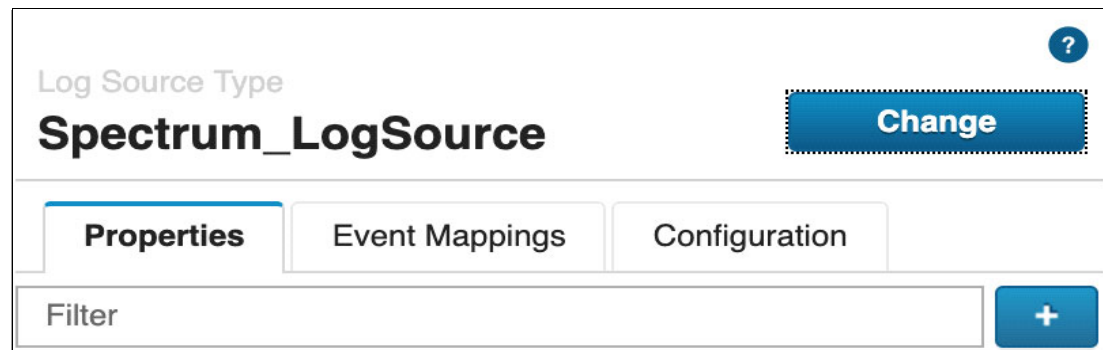 ?
Log Source Type
Spectrum_LogSource
Change
Properties
Event Mappings
Configuration
Filter
+